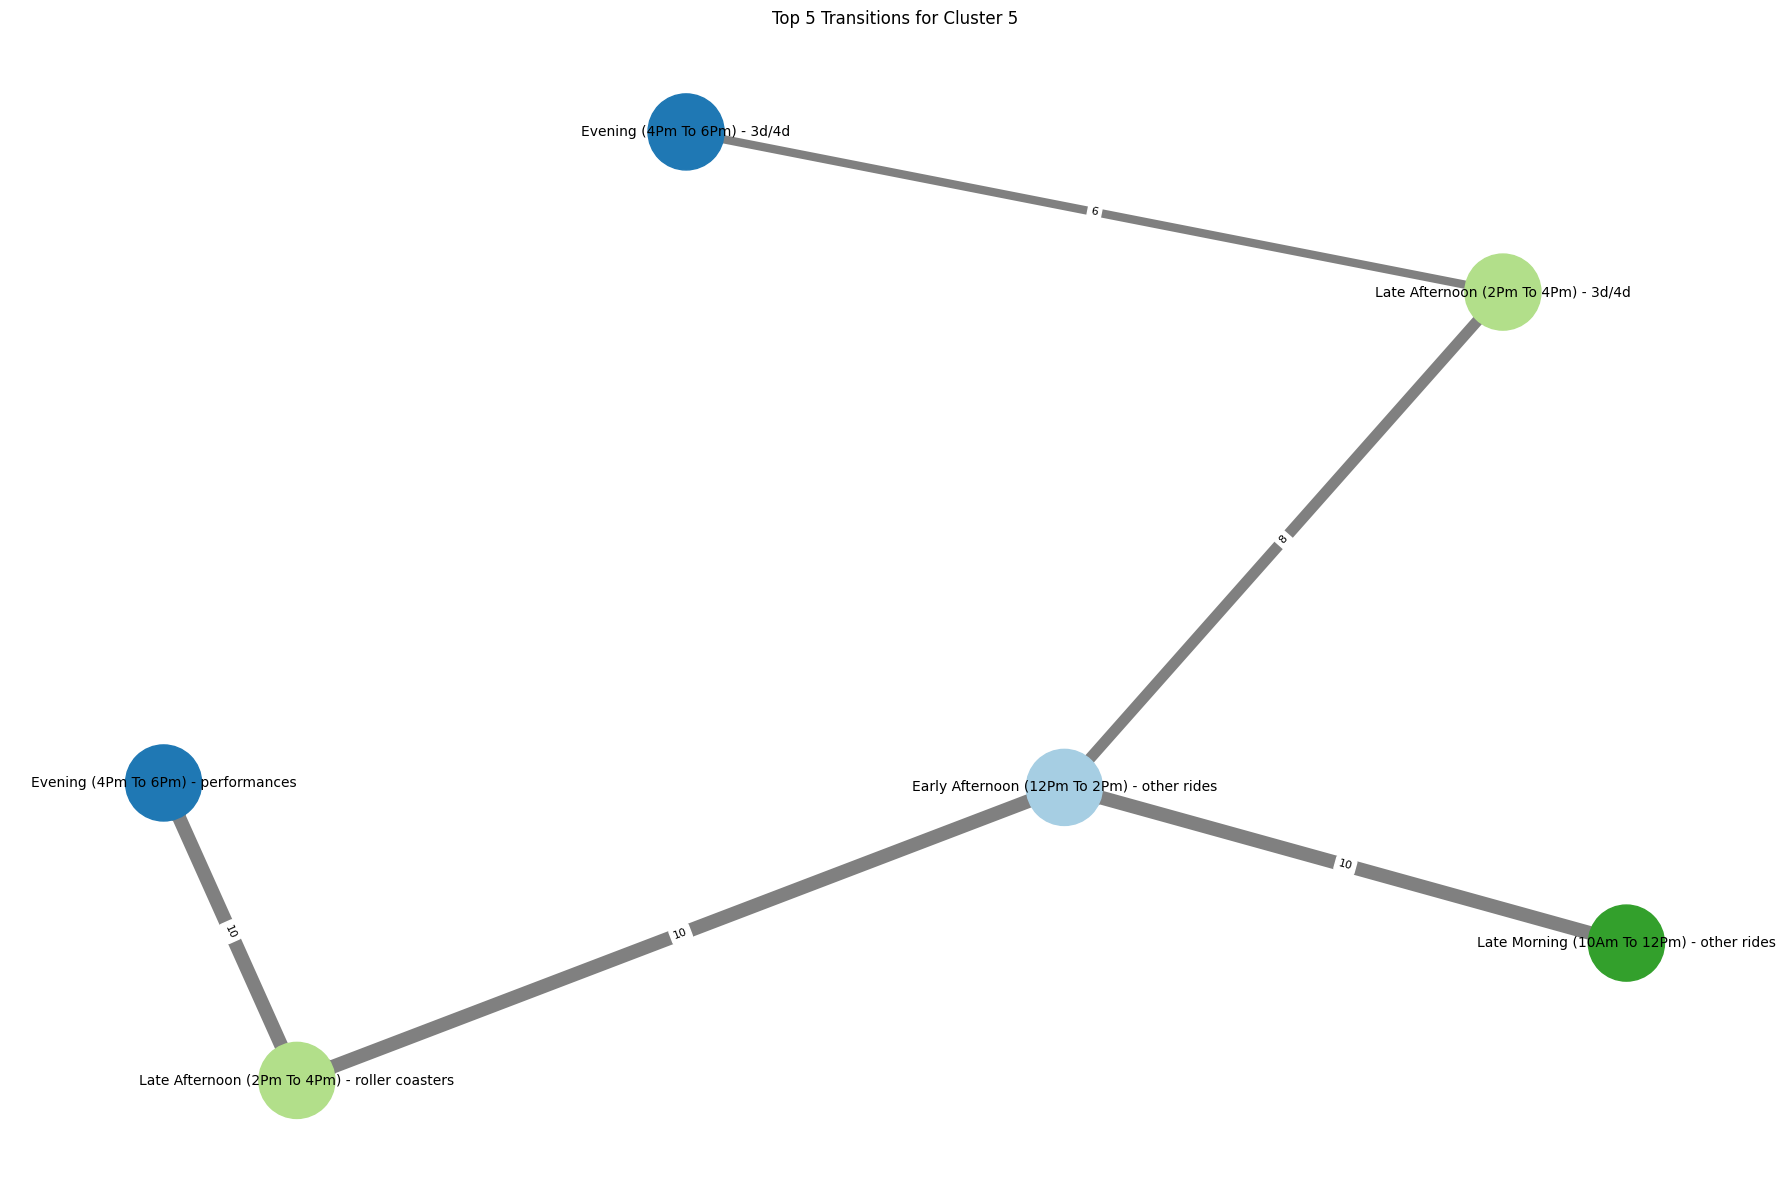 Top 5 Transitions for Cluster 5
Evening (4Pm To 6Pm) - 3d/4d
6
Late Afternoon (2Pm To 4Pm) - 3d/4d
8
Evening (4Pm To 6Pm) - performances
Early Afternoon (12Pm To 2Pm) - other rides
10
10
10
Late Morning (10Am To 12Pm) - other rides
Late Afternoon (2Pm To 4Pm) - roller coasters